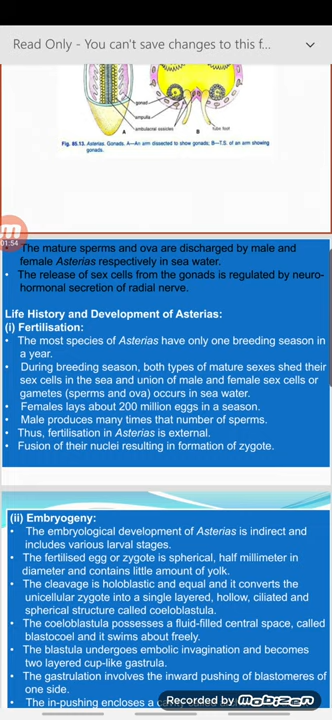 Read Only - You can't save changes to this f...
gonad
ampulla
ambulacral ossicles
tube foot
A
B
Fig. 85.13. Asterias. Gonads. A—An arm dissected to show gonads; B—T.S. of an arm showing
gonads.
01:54
• The mature sperms and ova are discharged by male and
female Asterias respectively in sea water.
• The release of sex cells from the gonads is regulated by neuro-
hormonal secretion of radial nerve.
Life History and Development of Asterias:
(i) Fertilisation:
• The most species of Asterias have only one breeding season in
a year.
• During breeding season, both types of mature sexes shed their
sex cells in the sea and union of male and female sex cells or
gametes (sperms and ova) occurs in sea water.
• Females lays about 200 million eggs in a season.
• Male produces many times that number of sperms.
• Thus, fertilisation in Asterias is external.
• Fusion of their nuclei resulting in formation of zygote.
(ii) Embryogeny:
• The embryological development of Asterias is indirect and
includes various larval stages.
• The fertilised egg or zygote is spherical, half millimeter in
diameter and contains little amount of yolk.
• The cleavage is holoblastic and equal and it converts the
unicellular zygote into a single layered, hollow, ciliated and
spherical structure called coeloblastula.
• The coeloblastula possesses a fluid-filled central space, called
blastocoel and it swims about freely.
• The blastula undergoes embolic invagination and becomes
two layered cup-like gastrula.
• The gastrulation involves the inward pushing of blastomeres of
one side.
• The in-pushing encloses a
Recorded by MOBIZEN